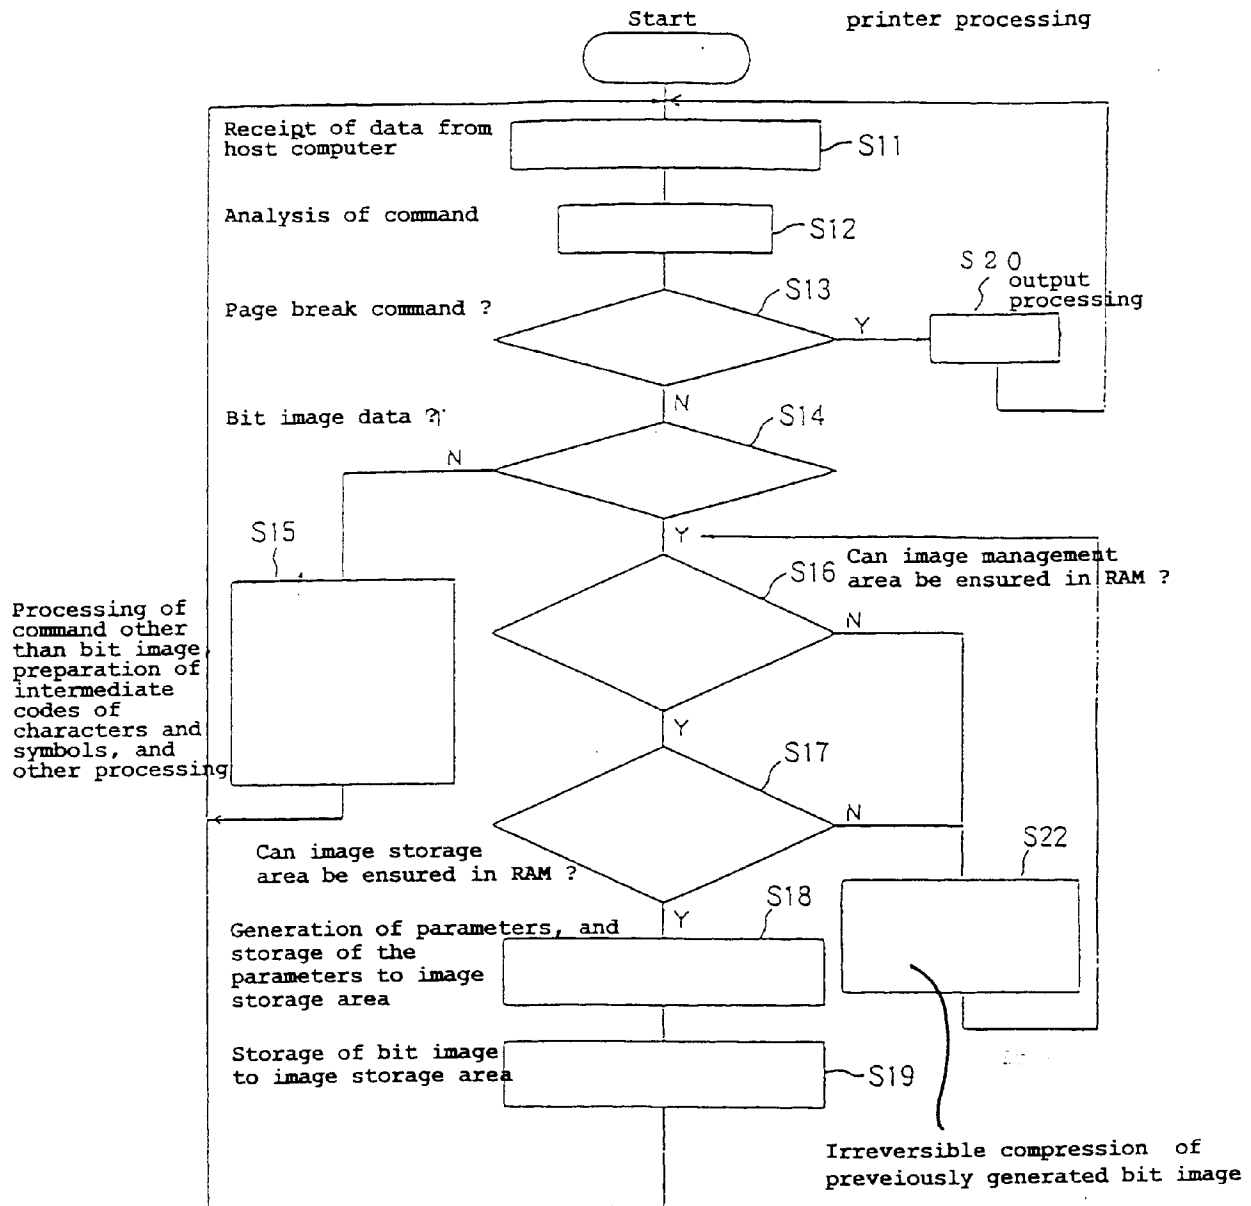 Start
printer processing
Receipt of data from
host computer
S11
Analysis of command
S12
S20
output
processing
S13
Page break command ?
Y
N
Bit image data ?
S14
N
Y
S15
Can image management
area be ensured in RAM ?
S16
N
Processing of
command other
than bit image,
preparation of
intermediate
codes of
characters and
symbols, and
other processing
Y
S17
N
Can image storage
area be ensured in RAM ?
S22
Y
S18
Generation of parameters, and
storage of the
parameters to image
storage area
Storage of bit image
to image storage area
S19
Irreversible compression of
preveiously generated bit image